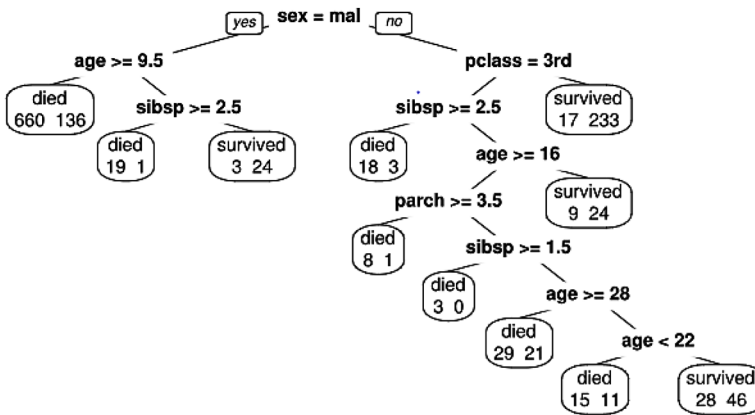 sex = mal
yes
no
age >= 9.5
pclass = 3rd
died
660 136
sibsp >= 2.5
sibsp >= 2.5
survived
17 233
died
19 1
survived
3 24
died
18 3
age >= 16
parch >= 3.5
survived
9 24
died
8 1
sibsp >= 1.5
died
3 0
age >= 28
died
29 21
age < 22
died
15 11
survived
28 46